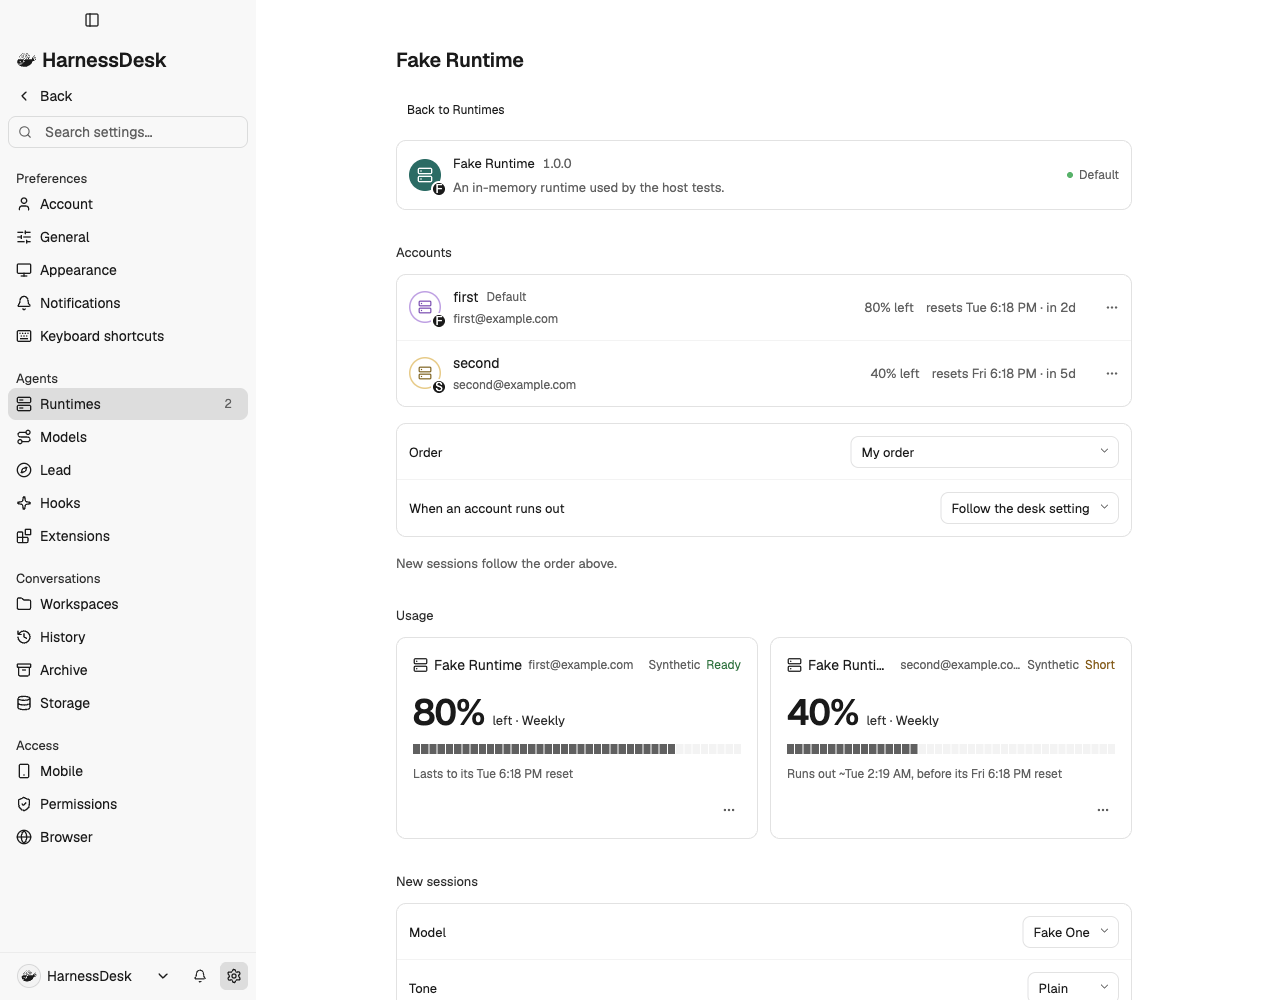 HarnessDesk
Back
Search settings...
Preferences
Account
General
Appearance
Notifications
Keyboard shortcuts
Agents
Runtimes 2
Models
Lead
Hooks
Extensions
Conversations
Workspaces
History
Archive
Storage
Access
Mobile
Permissions
Browser
HarnessDesk
Fake Runtime
Back to Runtimes
Fake Runtime 1.0.0
F
An in-memory runtime used by the host tests.
Default
Accounts
first Default
F
first@example.com
80% left resets Tue 6:18 PM · in 2d
second
S
second@example.com
40% left resets Fri 6:18 PM · in 5d
Order My order
When an account runs out Follow the desk setting
New sessions follow the order above.
Usage
Fake Runtime first@example.com Synthetic Ready
80% left · Weekly
Lasts to its Tue 6:18 PM reset
Fake Runti... second@example.co... Synthetic Short
40% left · Weekly
Runs out ~Tue 2:19 AM, before its Fri 6:18 PM reset
New sessions
Model Fake One
Tone Plain